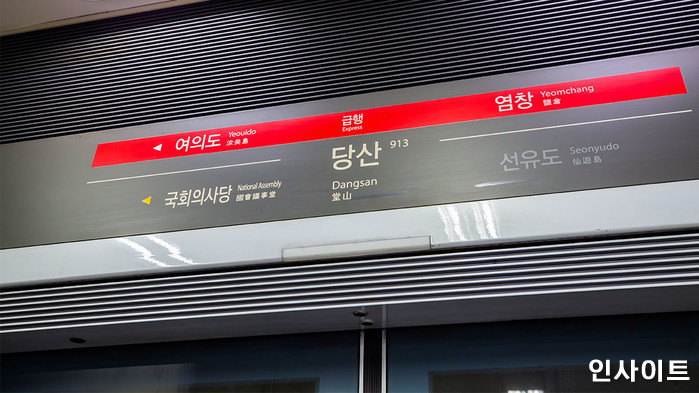 ◀ 여의도 Yeouido 汝矣島
급행 Express
염창 Yeomchang 鹽倉
◀ 국회의사당 National Assembly 國會議事堂
당산 913
Dangsan
堂山
선유도 Seonyudo 仙遊島
인사이트